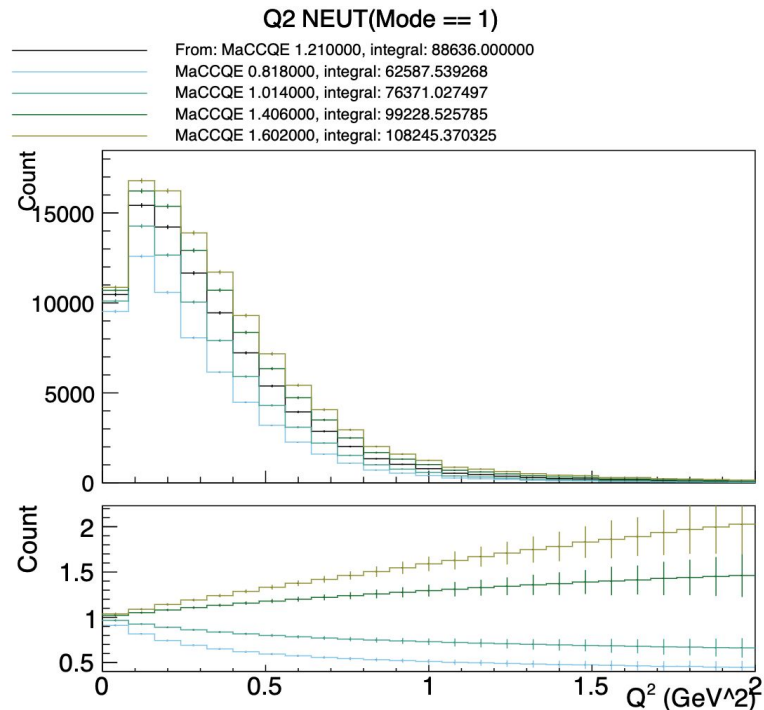 Q2 NEUT(Mode == 1)
From: MaCCQE 1.210000, integral: 88636.000000
MaCCQE 0.818000, integral: 62587.539268
MaCCQE 1.014000, integral: 76371.027497
MaCCQE 1.406000, integral: 99228.525785
MaCCQE 1.602000, integral: 108245.370325
Count
15000
10000
5000
0
Count
2
1.5
1
0.5
0 0.5 1 1.5 2
Q² (GeV^2)